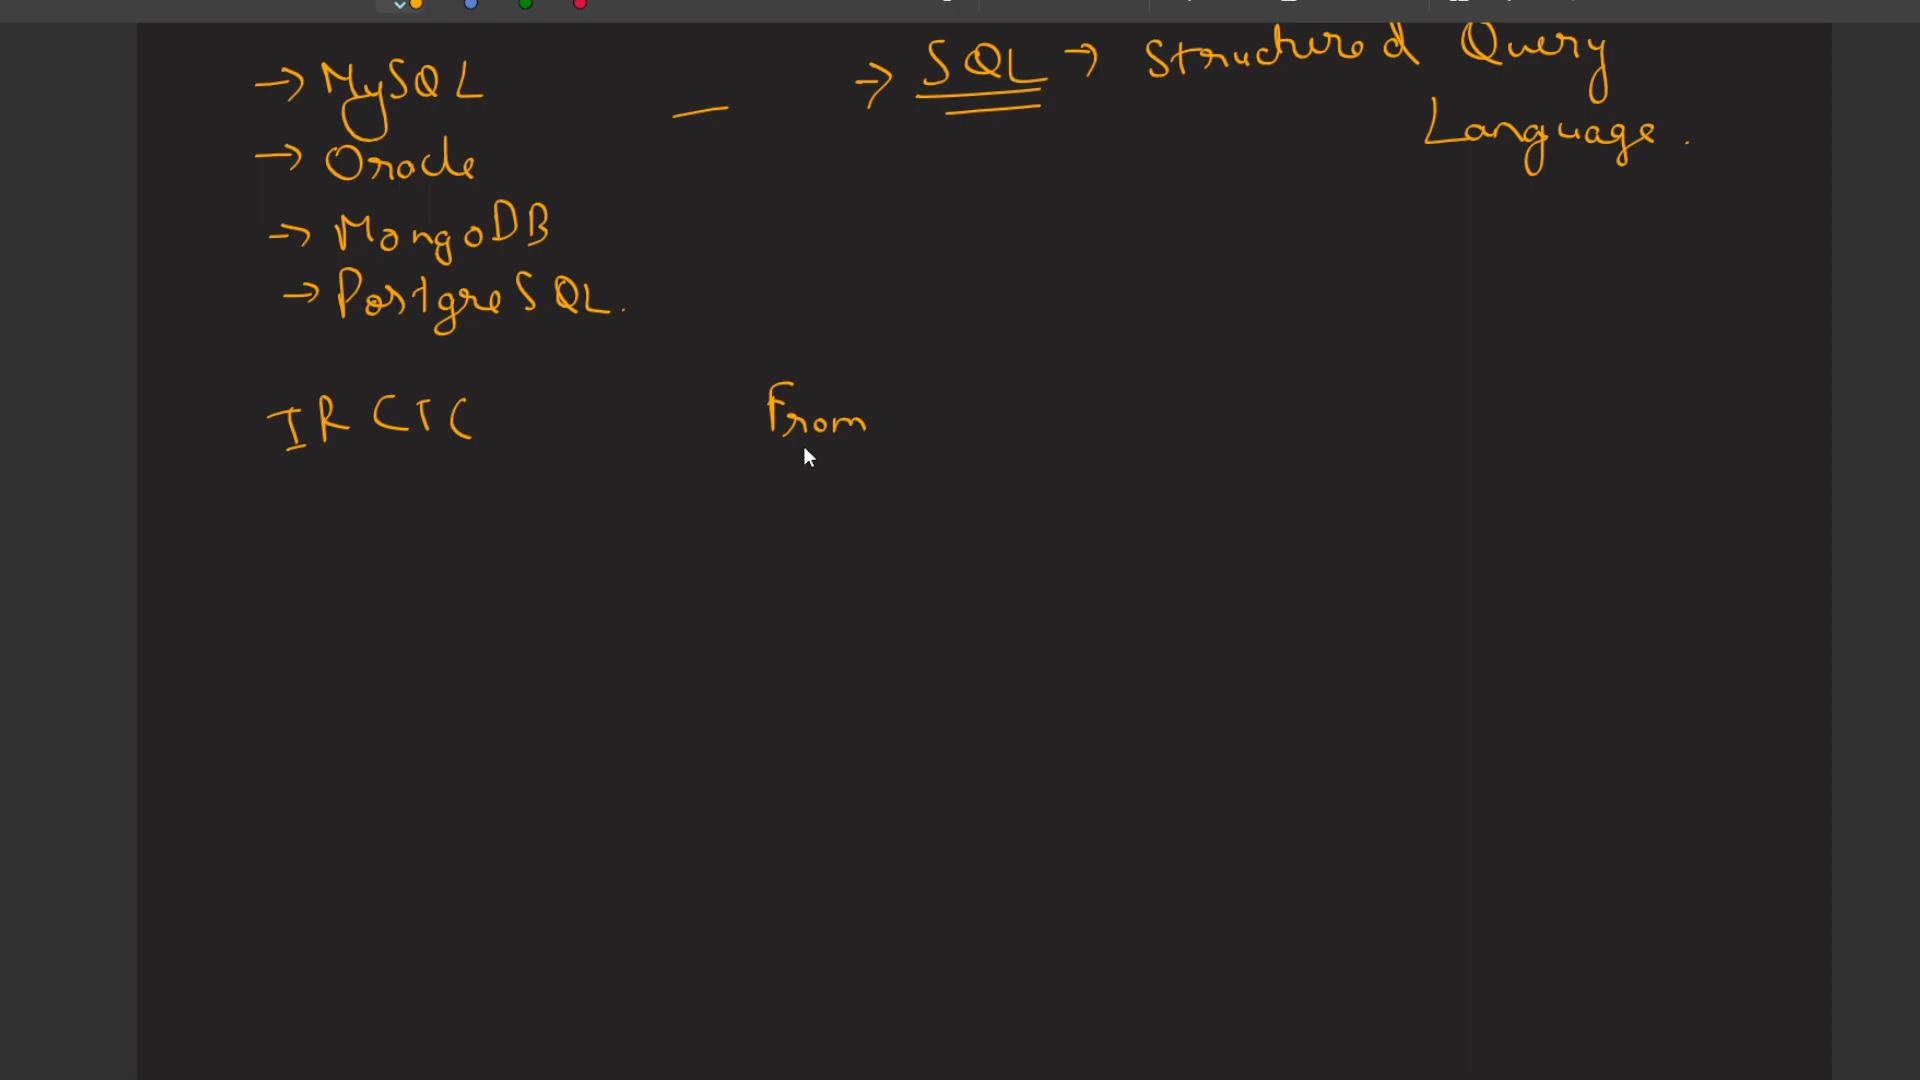 → MySQL — → SQL → Structured Query
Language.
→ Oracle
→ MongoDB
→ PostgreSQL.
IRCTC From